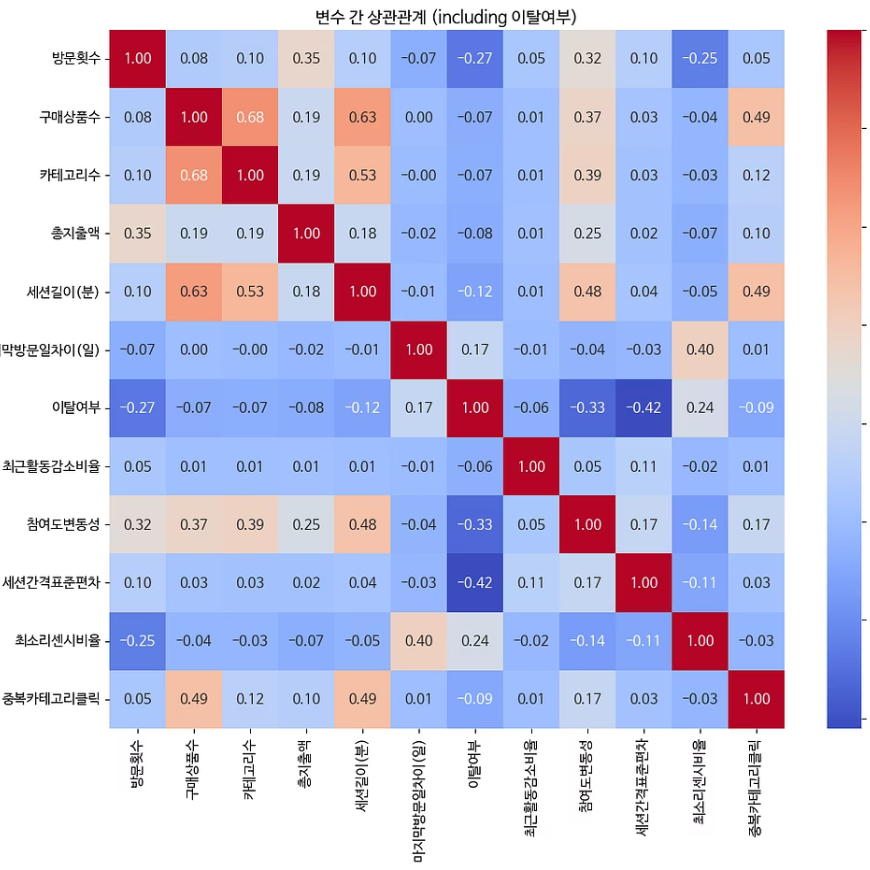 변수 간 상관관계 (including 이탈여부)
방문횟수 1.00 0.08 0.10 0.35 0.10 −0.07 −0.27 0.05 0.32 0.10 −0.25 0.05
구매상품수 0.08 1.00 0.68 0.19 0.63 0.00 −0.07 0.01 0.37 0.03 −0.04 0.49
카테고리수 0.10 0.68 1.00 0.19 0.53 −0.00 −0.07 0.01 0.39 0.03 −0.03 0.12
총지출액 0.35 0.19 0.19 1.00 0.18 −0.02 −0.08 0.01 0.25 0.02 −0.07 0.10
세션길이(분) 0.10 0.63 0.53 0.18 1.00 −0.01 −0.12 0.01 0.48 0.04 −0.05 0.49
막방문일차이(일) −0.07 0.00 −0.00 −0.02 −0.01 1.00 0.17 −0.01 −0.04 −0.03 0.40 0.01
이탈여부 −0.27 −0.07 −0.07 −0.08 −0.12 0.17 1.00 −0.06 −0.33 −0.42 0.24 −0.09
최근활동감소비율 0.05 0.01 0.01 0.01 0.01 −0.01 −0.06 1.00 0.05 0.11 −0.02 0.01
참여도변동성 0.32 0.37 0.39 0.25 0.48 −0.04 −0.33 0.05 1.00 0.17 −0.14 0.17
세션간격표준편차 0.10 0.03 0.03 0.02 0.04 −0.03 −0.42 0.11 0.17 1.00 −0.11 0.03
최소리센시비율 −0.25 −0.04 −0.03 −0.07 −0.05 0.40 0.24 −0.02 −0.14 −0.11 1.00 −0.03
중복카테고리클릭 0.05 0.49 0.12 0.10 0.49 0.01 −0.09 0.01 0.17 0.03 −0.03 1.00
방문횟수
구매상품수
카테고리수
총지출액
세션길이(분)
마지막방문일차이(일)
이탈여부
최근활동감소비율
참여도변동성
세션간격표준편차
최소리센시비율
중복카테고리클릭